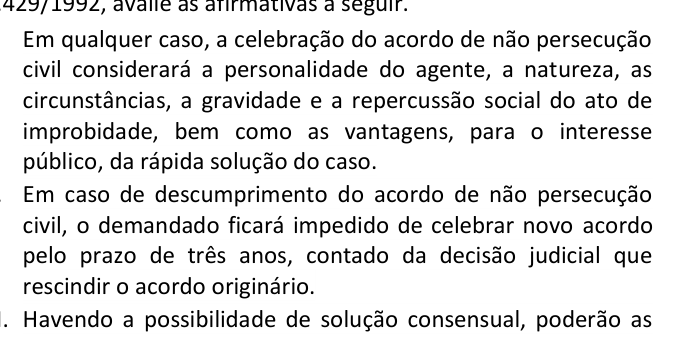 .429/1992, avalie as afirmativas a seguir.
Em qualquer caso, a celebração do acordo de não persecução
civil considerará a personalidade do agente, a natureza, as
circunstâncias, a gravidade e a repercussão social do ato de
improbidade, bem como as vantagens, para o interesse
público, da rápida solução do caso.
. Em caso de descumprimento do acordo de não persecução
civil, o demandado ficará impedido de celebrar novo acordo
pelo prazo de três anos, contado da decisão judicial que
rescindir o acordo originário.
. Havendo a possibilidade de solução consensual, poderão as